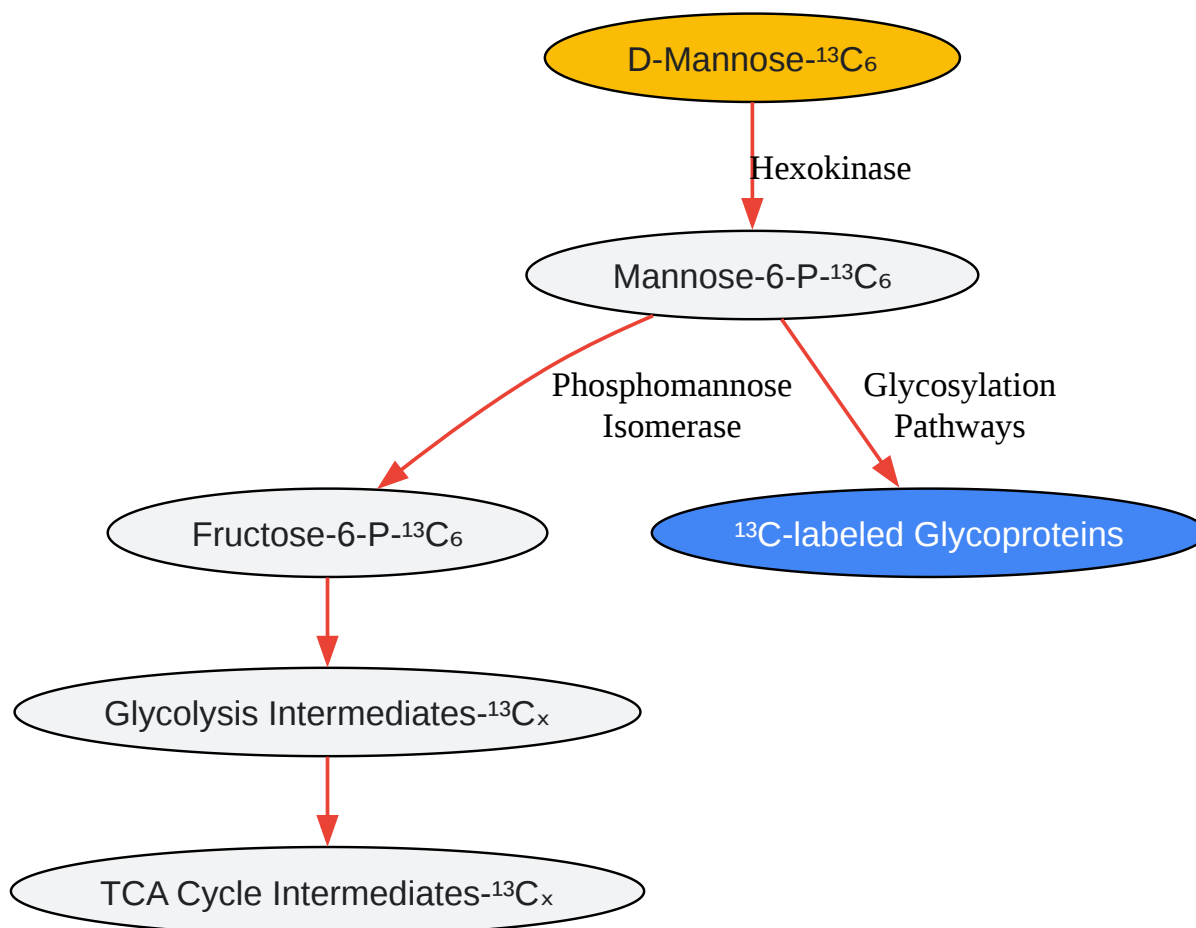 D-Mannose-¹³C₆
Hexokinase
Mannose-6-P-¹³C₆
Phosphomannose
Isomerase
Glycosylation
Pathways
Fructose-6-P-¹³C₆
¹³C-labeled Glycoproteins
Glycolysis Intermediates-¹³Cₓ
TCA Cycle Intermediates-¹³Cₓ